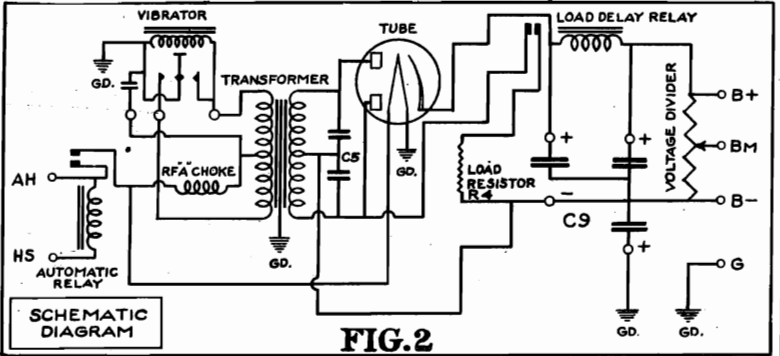 VIBRATOR
LOAD DELAY RELAY
TUBE
GD.
TRANSFORMER
B+
VOLTAGE DIVIDER
+
+
BM
C5
"A"
RF CHOKE
GD.
LOAD
RESISTOR
R4
AH
-
B-
C9
+
HS
AUTOMATIC
RELAY
GD.
G
SCHEMATIC
DIAGRAM
FIG.2
GD.
GD.